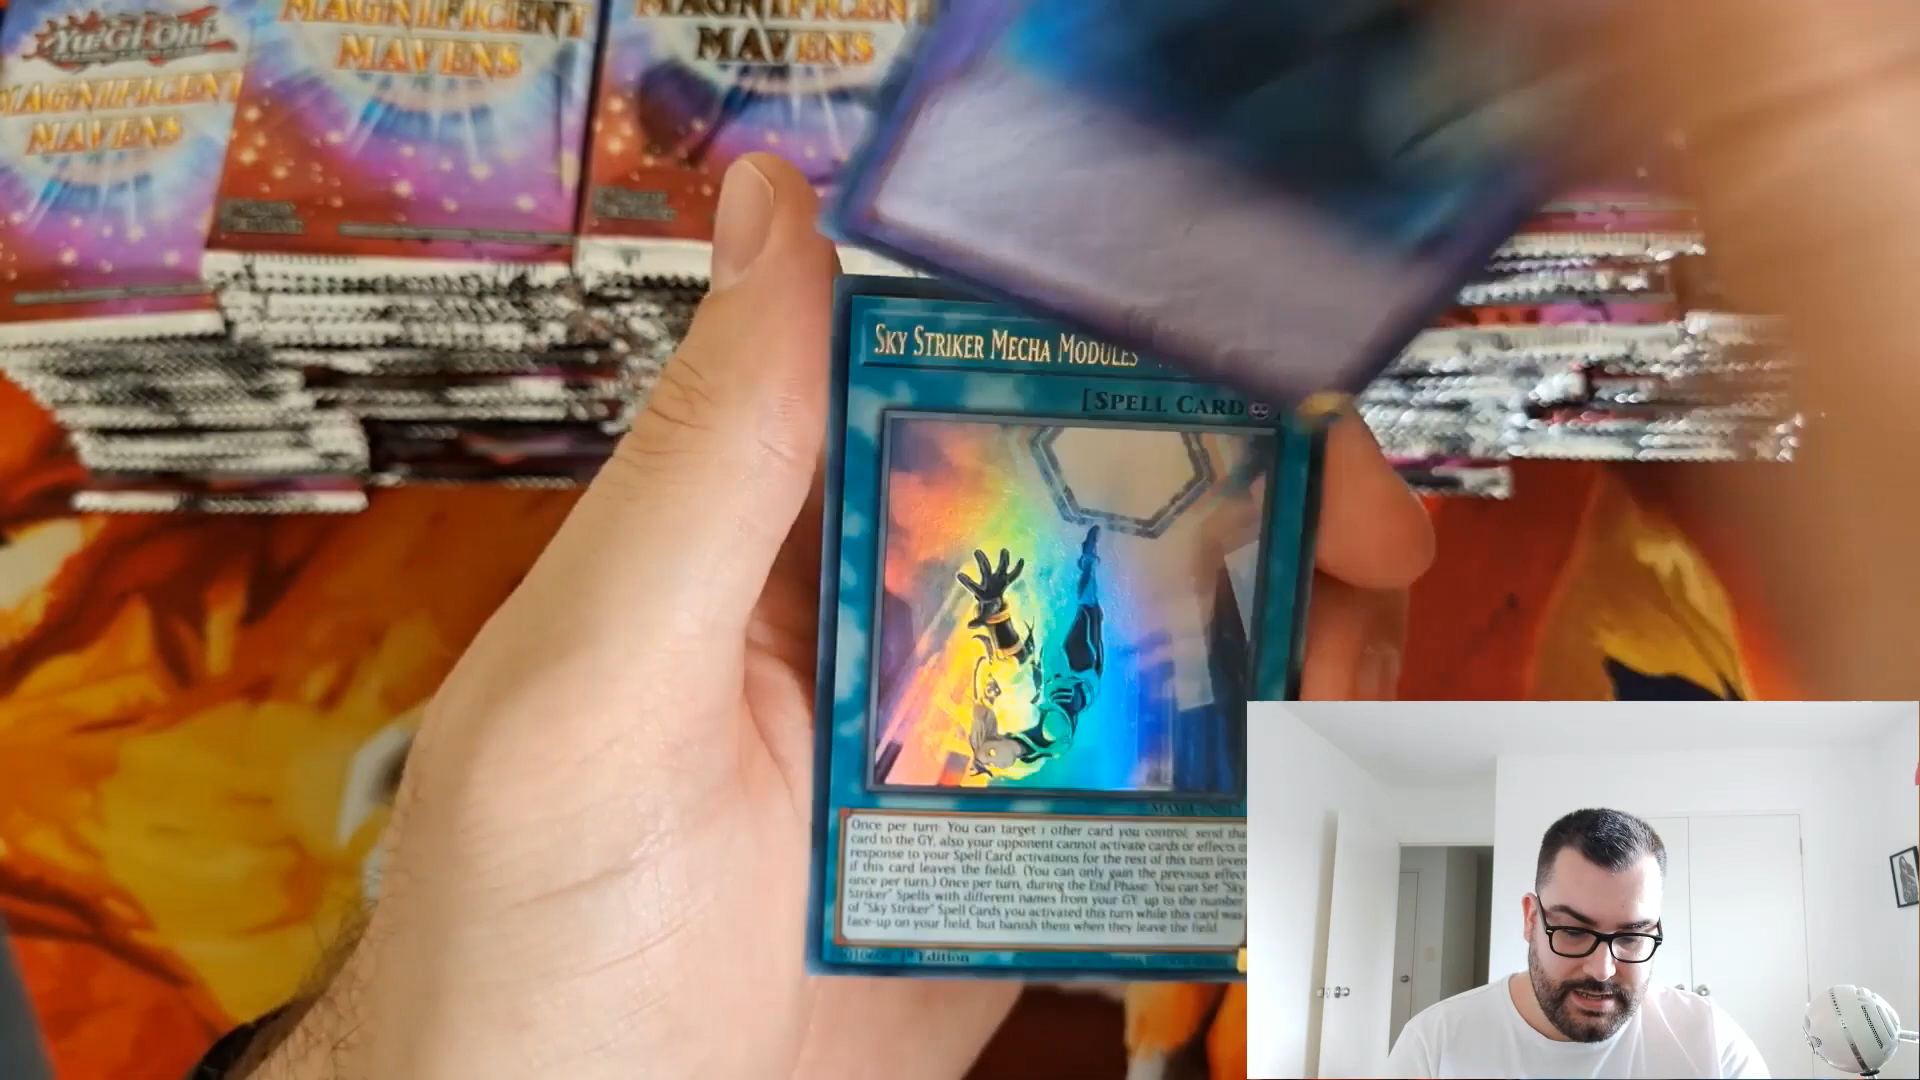 Yu-Gi-Oh!
MAGNIFICENT
MAVENS
MAGNIFICENT
MAVENS
MAGNIFICENT
MAVENS
SKY STRIKER MECHA MODULES -
[SPELL CARD
Once per turn: You can target 1 other card you control; send tha
card to the GY, also your opponent cannot activate cards or effects in
response to your Spell Card activations for the rest of this turn (even
if this card leaves the field). (You can only gain the previous effect
once per turn.) Once per turn, during the End Phase: You can Set "Sky
Striker" Spells with different names from your GY, up to the number
of "Sky Striker" Spell Cards you activated this turn while this card was
face-up on your field, but banish them when they leave the field.
1st Edition